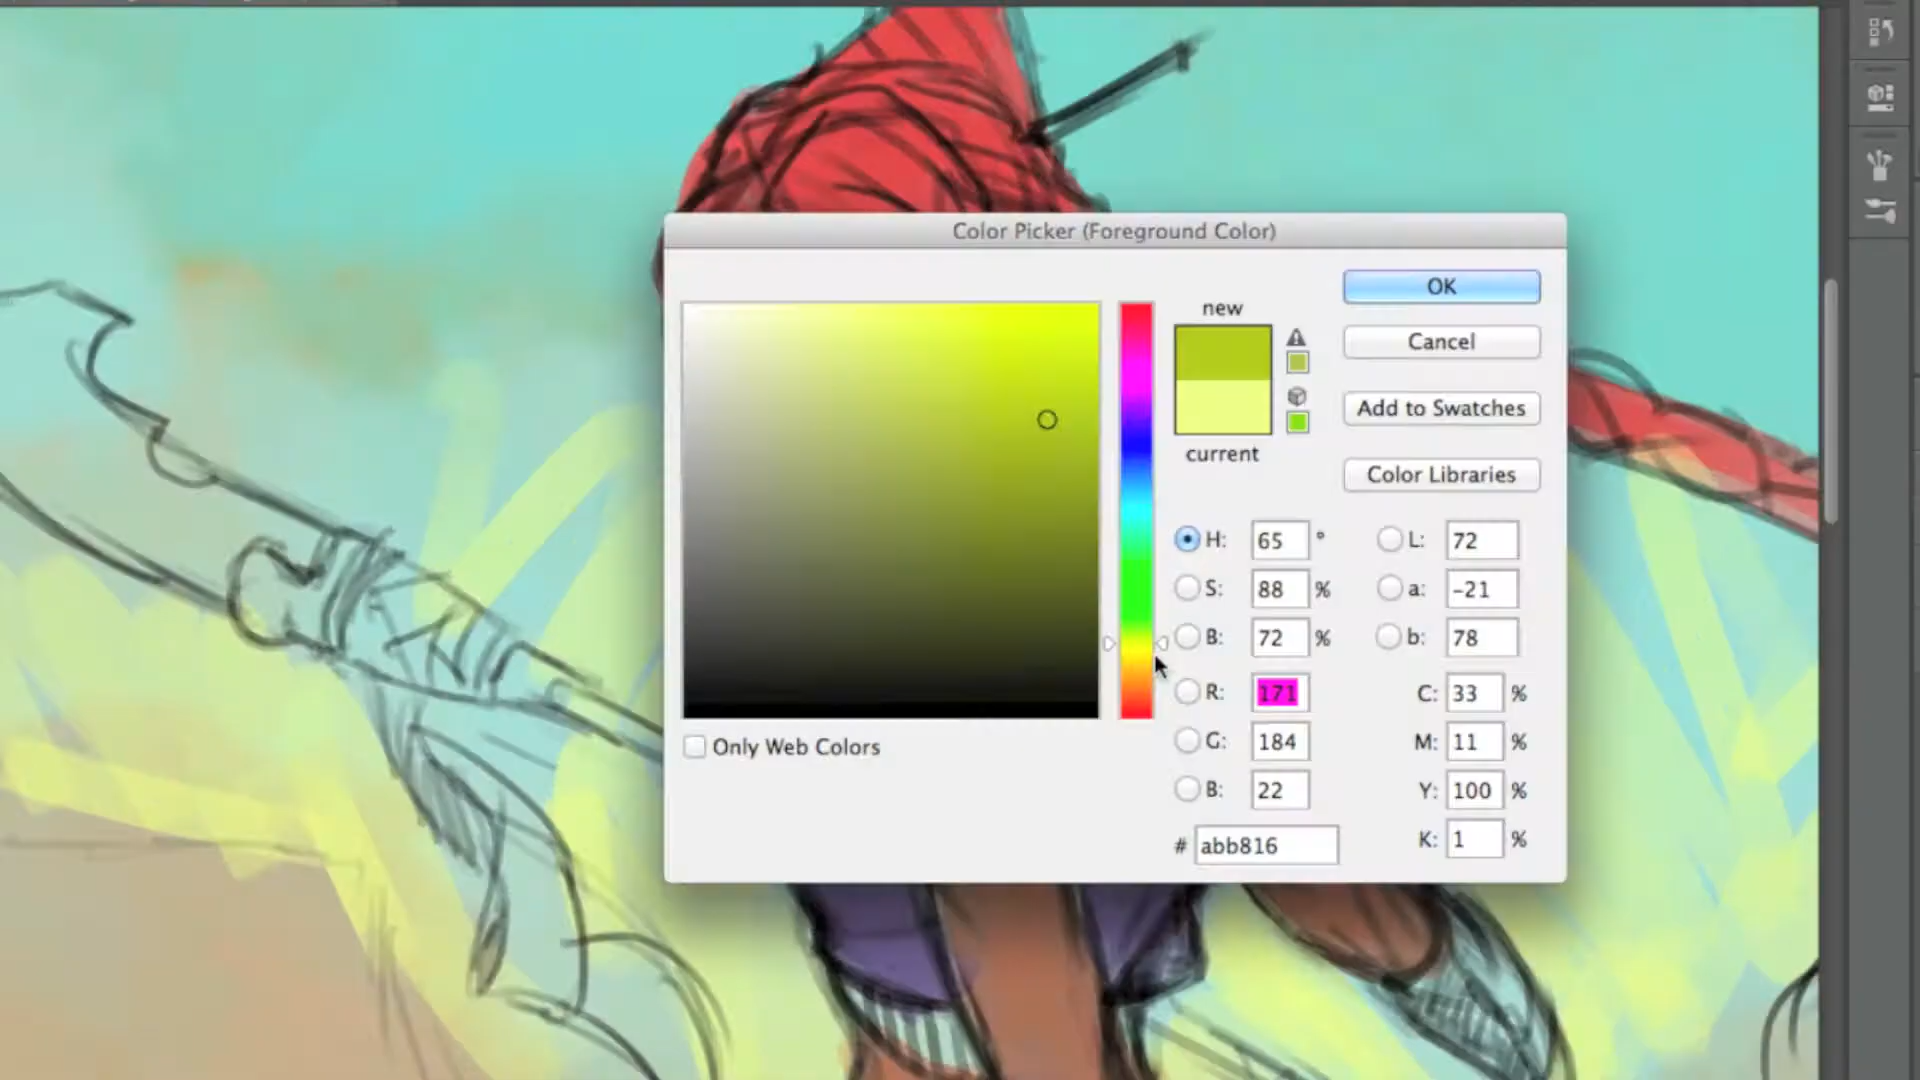 Color Picker (Foreground Color)
new
OK
Cancel
Add to Swatches
current
Color Libraries
H: 65 ° L: 72
S: 88 % a: -21
B: 72 % b: 78
R: 171 C: 33 %
G: 184 M: 11 %
B: 22 Y: 100 %
# abb816 K: 1 %
Only Web Colors